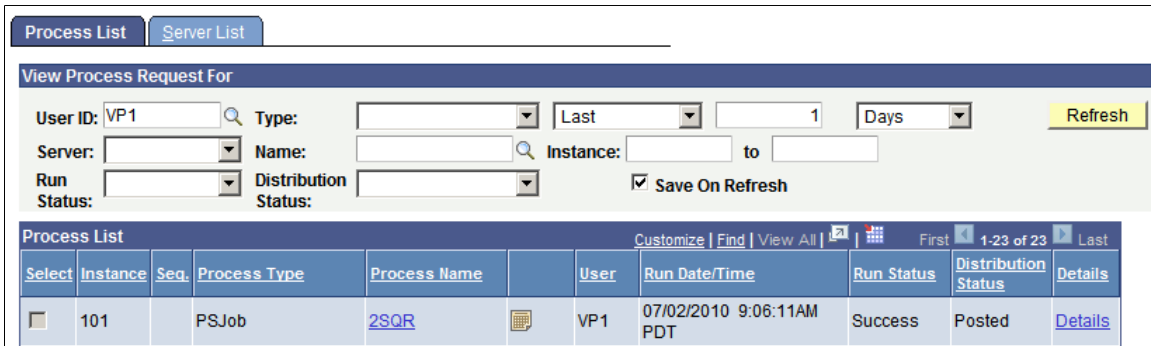 Process List Server List
View Process Request For
User ID: VP1 Type: Last 1 Days Refresh
Server: Name: Instance: to
Run Status: Distribution Status: Save On Refresh
Process List Customize | Find | View All | | First 1-23 of 23 Last
Select Instance Seq. Process Type Process Name User Run Date/Time Run Status Distribution Status Details
101 PSJob 2SQR VP1 07/02/2010 9:06:11AM PDT Success Posted Details